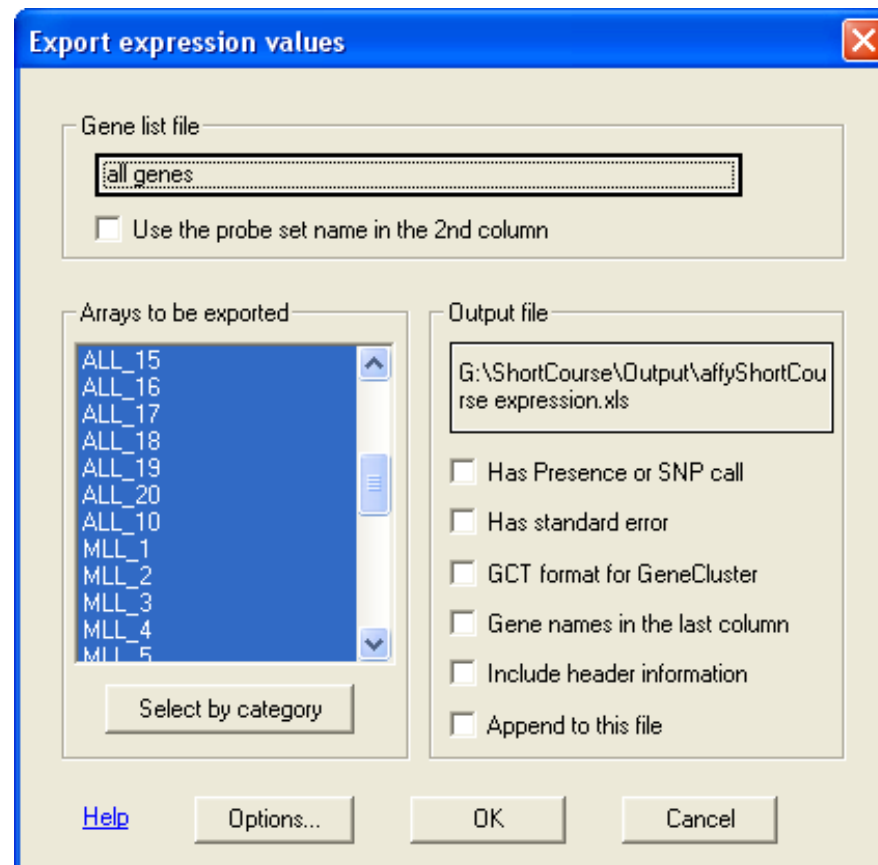 Export expression values
Gene list file
all genes
Use the probe set name in the 2nd column
Arrays to be exported
ALL_15
ALL_16
ALL_17
ALL_18
ALL_19
ALL_20
ALL_10
MLL_1
MLL_2
MLL_3
MLL_4
MLL_5
Select by category
Output file
G:\ShortCourse\Output\affyShortCou
rse expression.xls
Has Presence or SNP call
Has standard error
GCT format for GeneCluster
Gene names in the last column
Include header information
Append to this file
Help
Options...
OK
Cancel